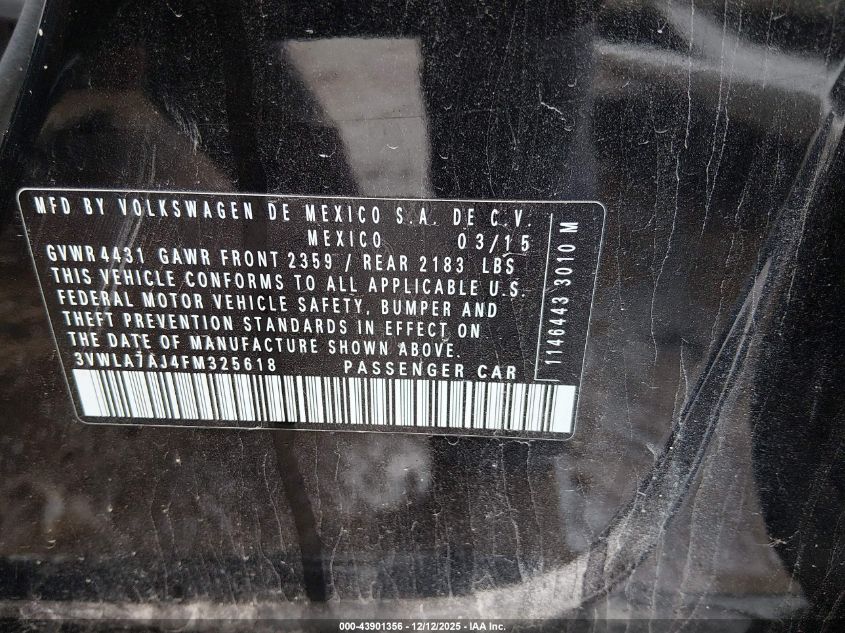 MFD BY VOLKSWAGEN DE MEXICO S.A. DE C.V.
MEXICO 03/15
GVWR 4431 GAWR FRONT 2359 / REAR 2183 LBS
THIS VEHICLE CONFORMS TO ALL APPLICABLE U.S.
FEDERAL MOTOR VEHICLE SAFETY, BUMPER AND
THEFT PREVENTION STANDARDS IN EFFECT ON
THE DATE OF MANUFACTURE SHOWN ABOVE.
3VWLA7AJ4FM325618 PASSENGER CAR
1146443 3010 M
000-43901356 - 12/12/2025 - IAA Inc.